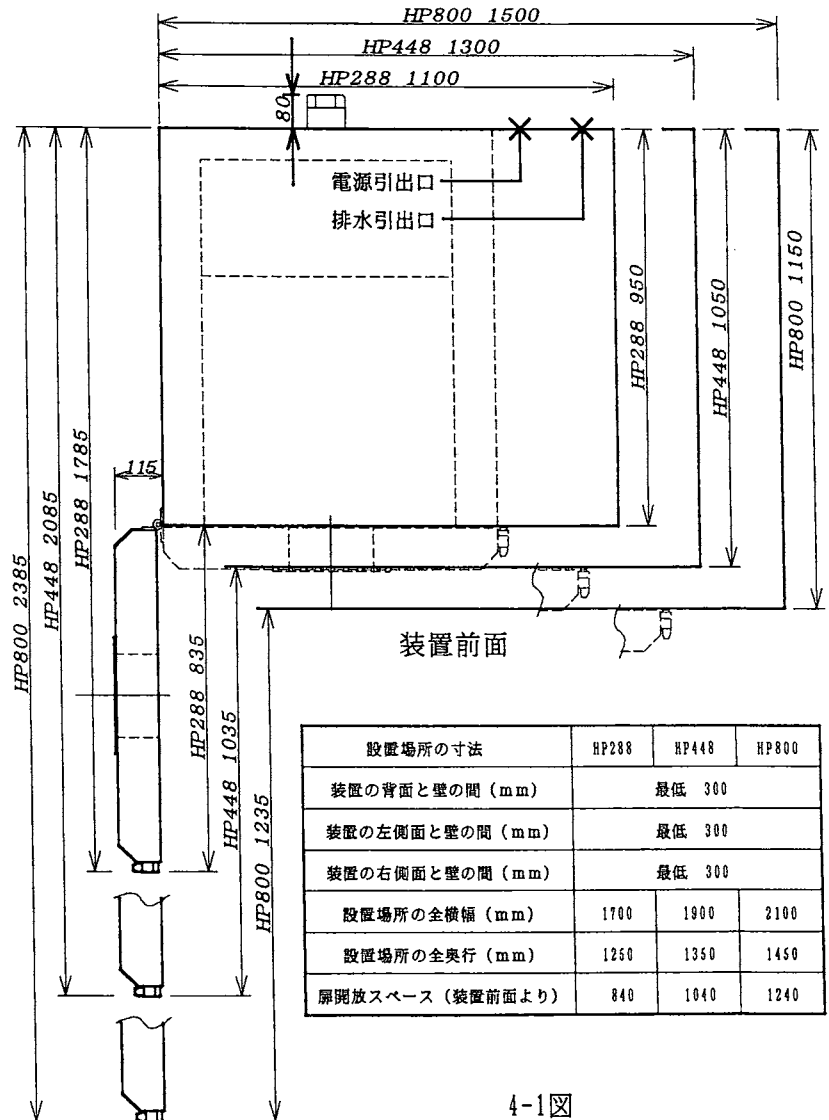 HP800 1500
HP448 1300
HP288 1100
80
電源引出口
排水引出口
HP288 950
HP448 1050
HP800 1150
HP800 2385
HP448 2085
HP288 1785
115
HP288 835
HP448 1035
HP800 1235
装置前面
設置場所の寸法 HP288 HP448 HP800
装置の背面と壁の間(mm) 最低 300
装置の左側面と壁の間(mm) 最低 300
装置の右側面と壁の間(mm) 最低 300
設置場所の全横幅(mm) 1700 1900 2100
設置場所の全奥行(mm) 1250 1350 1450
扉開放スペース(装置前面より) 840 1040 1240
4-1図